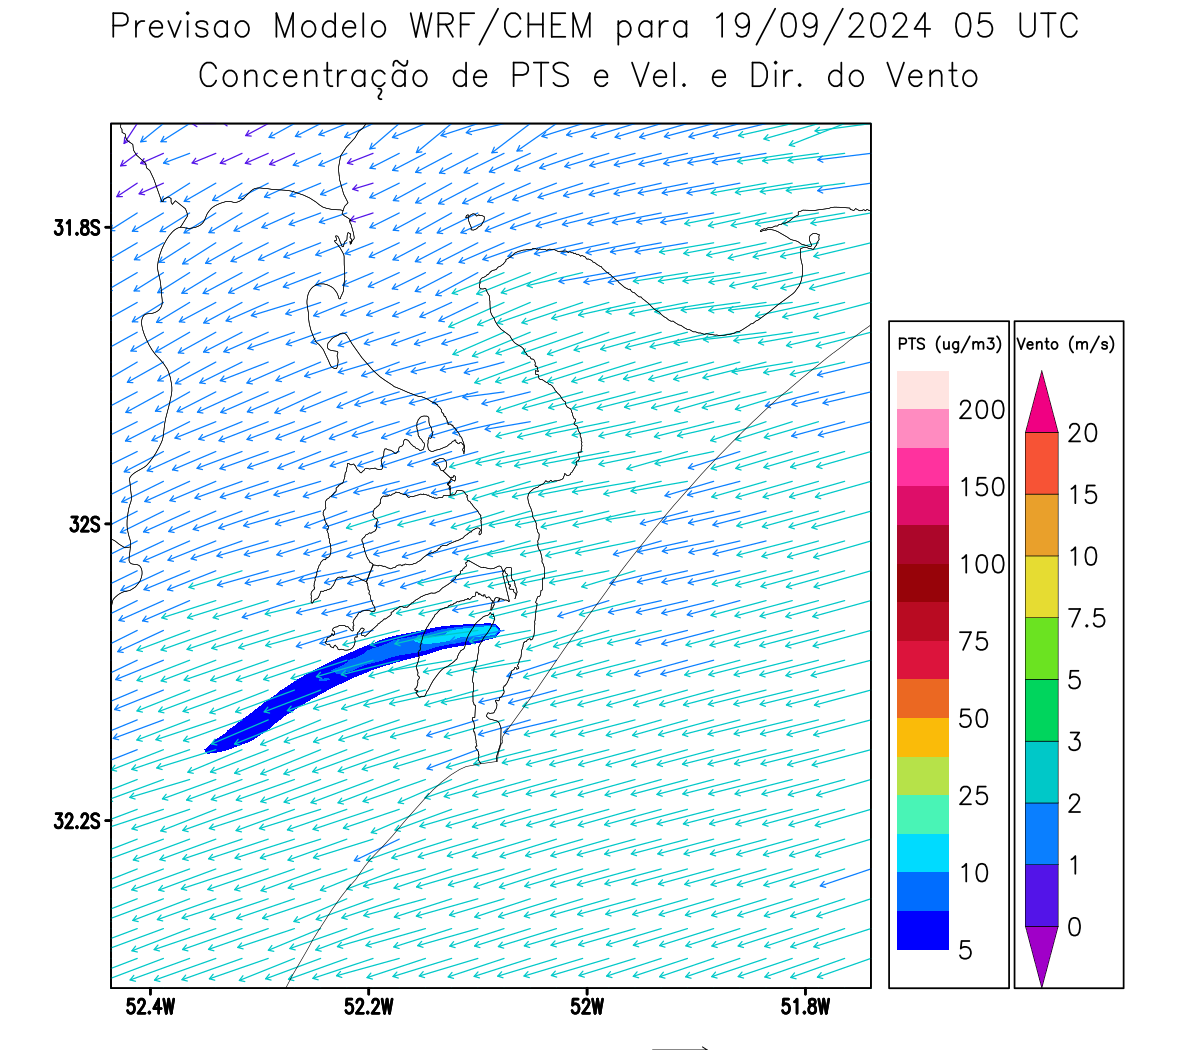 Previsao Modelo WRF/CHEM para 19/09/2024 05 UTC
Concentração de PTS e Vel. e Dir. do Vento
31.8S
32S
32.2S
52.4W
52.2W
52W
51.8W
PTS (ug/m3)
200
150
100
75
50
25
10
5
Vento (m/s)
20
15
10
7.5
5
3
2
1
0